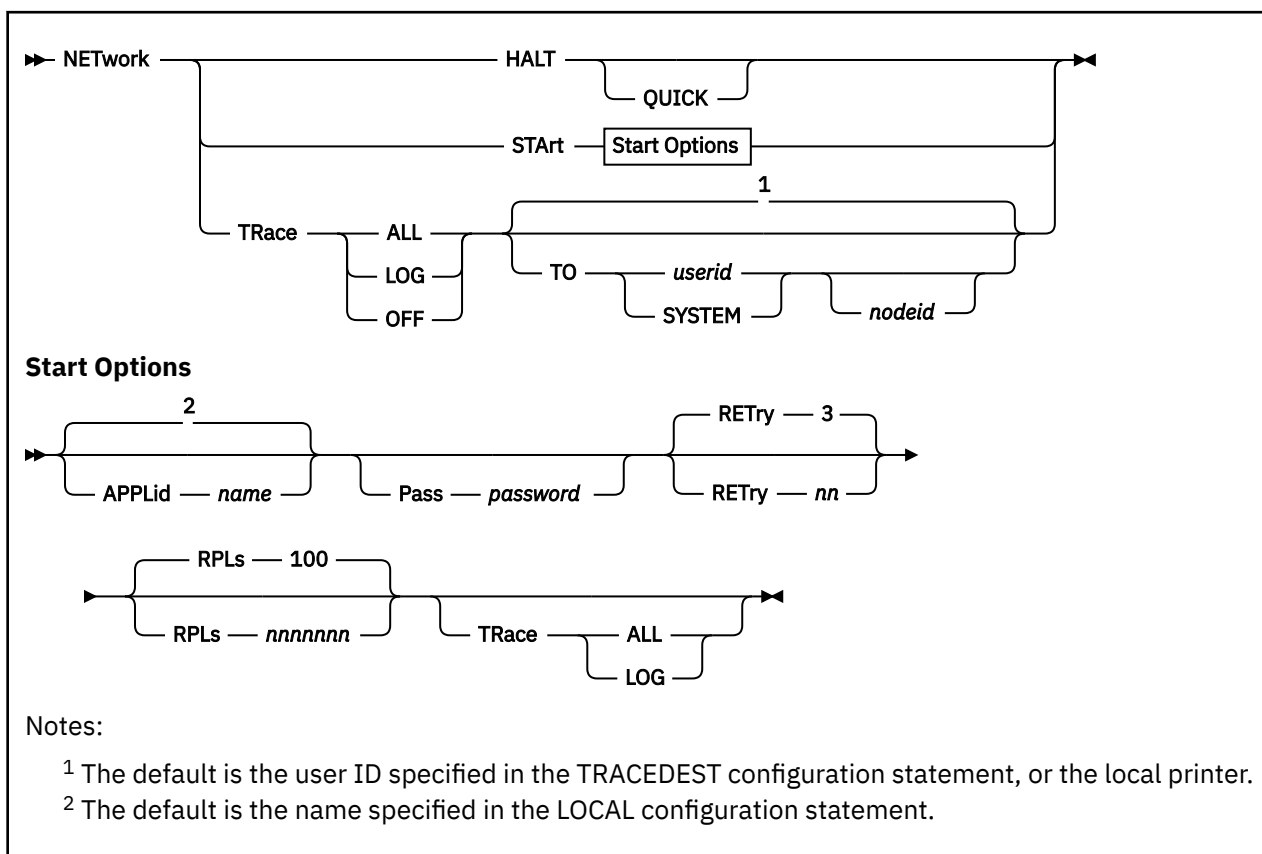 NETwork HALT
QUICK
STArt Start Options
1
TRace ALL
LOG
OFF
TO userid
SYSTEM
nodeid
Start Options
2
APPLid name
Pass password
RETry 3
RETry nn
RPLs 100
RPLs nnnnnnn
TRace ALL
LOG
Notes:
1 The default is the user ID specified in the TRACEDEST configuration statement, or the local printer.
2 The default is the name specified in the LOCAL configuration statement.